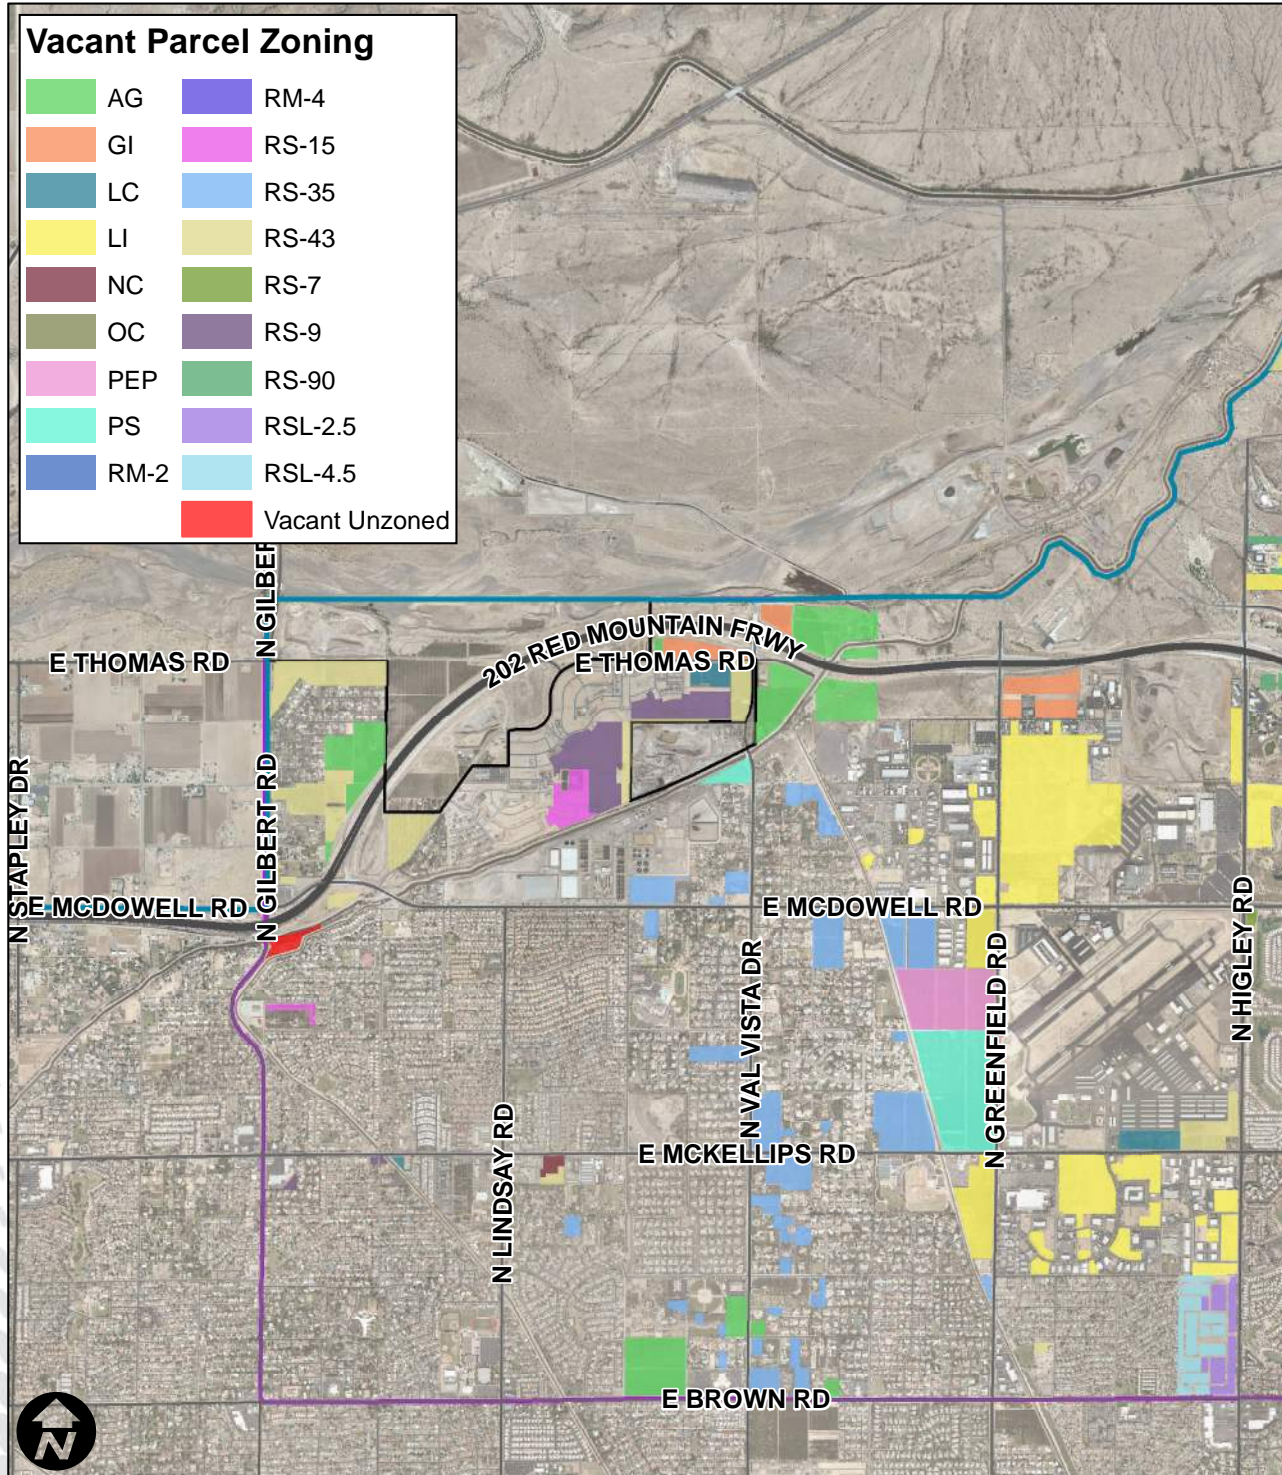 Vacant Parcel Zoning
AG
GI
LC
LI
NC
OC
PEP
PS
RM-2
RM-4
RS-15
RS-35
RS-43
RS-7
RS-9
RS-90
RSL-2.5
RSL-4.5
Vacant Unzoned
N GILBER
E THOMAS RD
202 RED MOUNTAIN FRWY
E THOMAS RD
N STAPLEY DR
N GILBERT RD
E MCDOWELL RD
E MCDOWELL RD
N HIGLEY RD
N VAL VISTA DR
N GREENFIELD RD
N LINDSAY RD
E MCKELLIPS RD
E BROWN RD
N